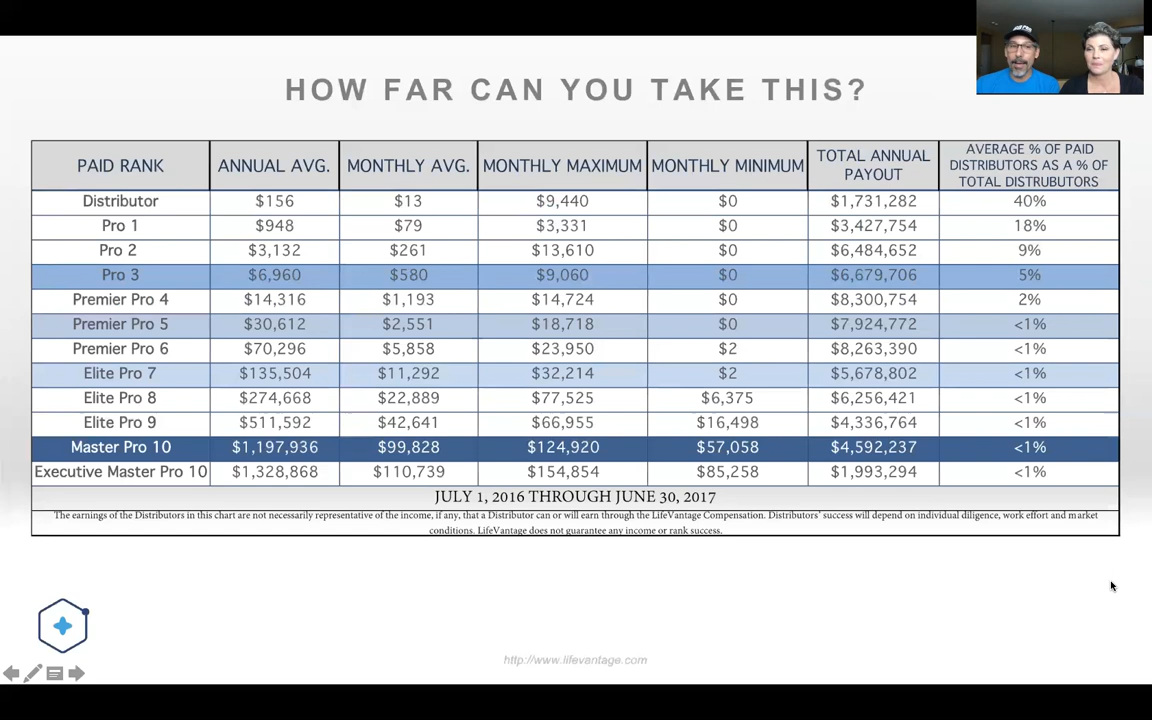 HOW FAR CAN YOU TAKE THIS?
PAID RANK ANNUAL AVG. MONTHLY AVG. MONTHLY MAXIMUM MONTHLY MINIMUM TOTAL ANNUAL PAYOUT AVERAGE % OF PAID DISTRIBUTORS AS A % OF TOTAL DISTRUBUTORS
Distributor $156 $13 $9,440 $0 $1,731,282 40%
Pro 1 $948 $79 $3,331 $0 $3,427,754 18%
Pro 2 $3,132 $261 $13,610 $0 $6,484,652 9%
Pro 3 $6,960 $580 $9,060 $0 $6,679,706 5%
Premier Pro 4 $14,316 $1,193 $14,724 $0 $8,300,754 2%
Premier Pro 5 $30,612 $2,551 $18,718 $0 $7,924,772 <1%
Premier Pro 6 $70,296 $5,858 $23,950 $2 $8,263,390 <1%
Elite Pro 7 $135,504 $11,292 $32,214 $2 $5,678,802 <1%
Elite Pro 8 $274,668 $22,889 $77,525 $6,375 $6,256,421 <1%
Elite Pro 9 $511,592 $42,641 $66,955 $16,498 $4,336,764 <1%
Master Pro 10 $1,197,936 $99,828 $124,920 $57,058 $4,592,237 <1%
Executive Master Pro 10 $1,328,868 $110,739 $154,854 $85,258 $1,993,294 <1%
JULY 1, 2016 THROUGH JUNE 30, 2017
The earnings of the Distributors in this chart are not necessarily representative of the income, if any, that a Distributor can or will earn through the LifeVantage Compensation. Distributors' success will depend on individual diligence, work effort and market
conditions. LifeVantage does not guarantee any income or rank success.
http://www.lifevantage.com